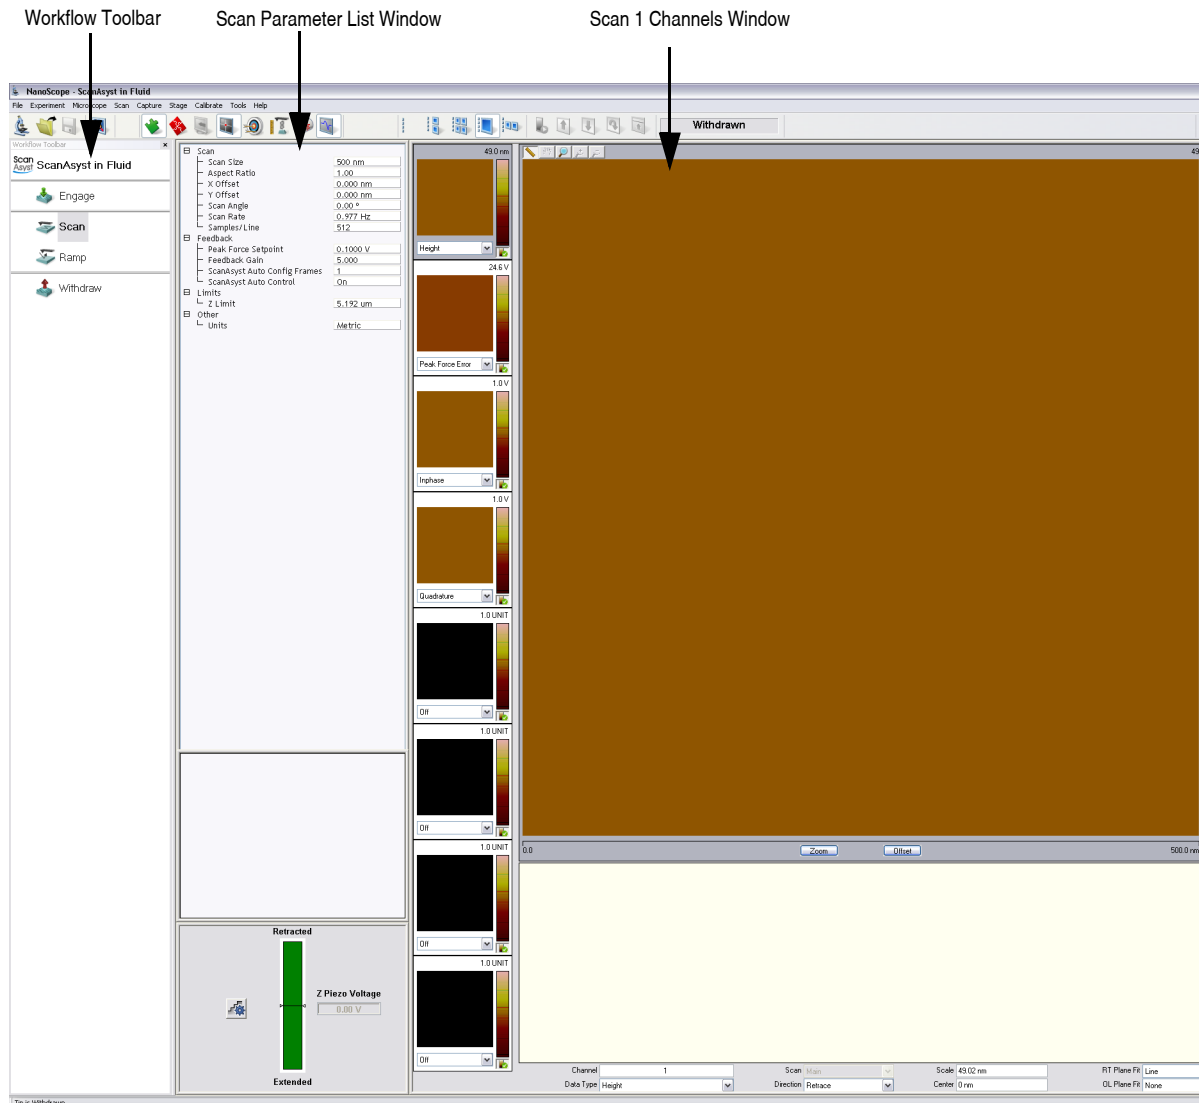 Workflow Toolbar
Scan Parameter List Window
Scan 1 Channels Window
NanoScope - ScanAsyst in Fluid
File Experiment Microscope Scan Capture Stage Calibrate Tools Help
Withdrawn
Workflow Toolbar
Scan Asyst ScanAsyst in Fluid
Engage
Scan
Ramp
Withdraw
Scan
Scan Size 500 nm
Aspect Ratio 1.00
X Offset 0.000 nm
Y Offset 0.000 nm
Scan Angle 0.00 °
Scan Rate 0.977 Hz
Samples/Line 512
Feedback
Peak Force Setpoint 0.1000 V
Feedback Gain 5.000
ScanAsyst Auto Config Frames 1
ScanAsyst Auto Control On
Limits
Z Limit 5.192 um
Other
Units Metric
49.0 nm
Height
24.6 V
Peak Force Error
1.0 V
Inphase
1.0 V
Quadrature
1.0 UNIT
Off
1.0 UNIT
Off
1.0 UNIT
Off
1.0 UNIT
Off
49
0.0 Zoom Offset 500.0 nm
Retracted
Z Piezo Voltage
0.00 V
Extended
Channel 1 Scan Main Scale 49.02 nm RT Plane Fit Line
Data Type Height Direction Retrace Center 0 nm OL Plane Fit None
Tip is Withdrawn